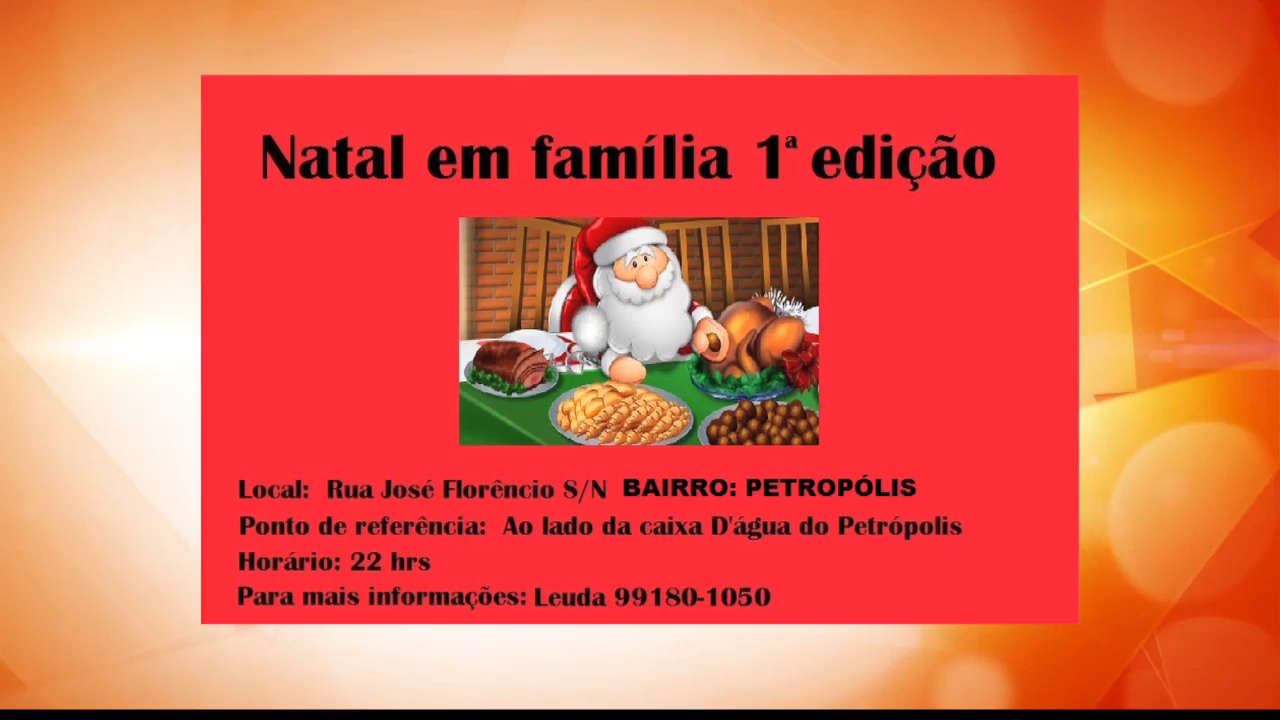 Natal em família 1ª edição
Local: Rua José Florêncio S/N BAIRRO: PETROPÓLIS
Ponto de referência: Ao lado da caixa D'água do Petrópolis
Horário: 22 hrs
Para mais informações: Leuda 99180-1050